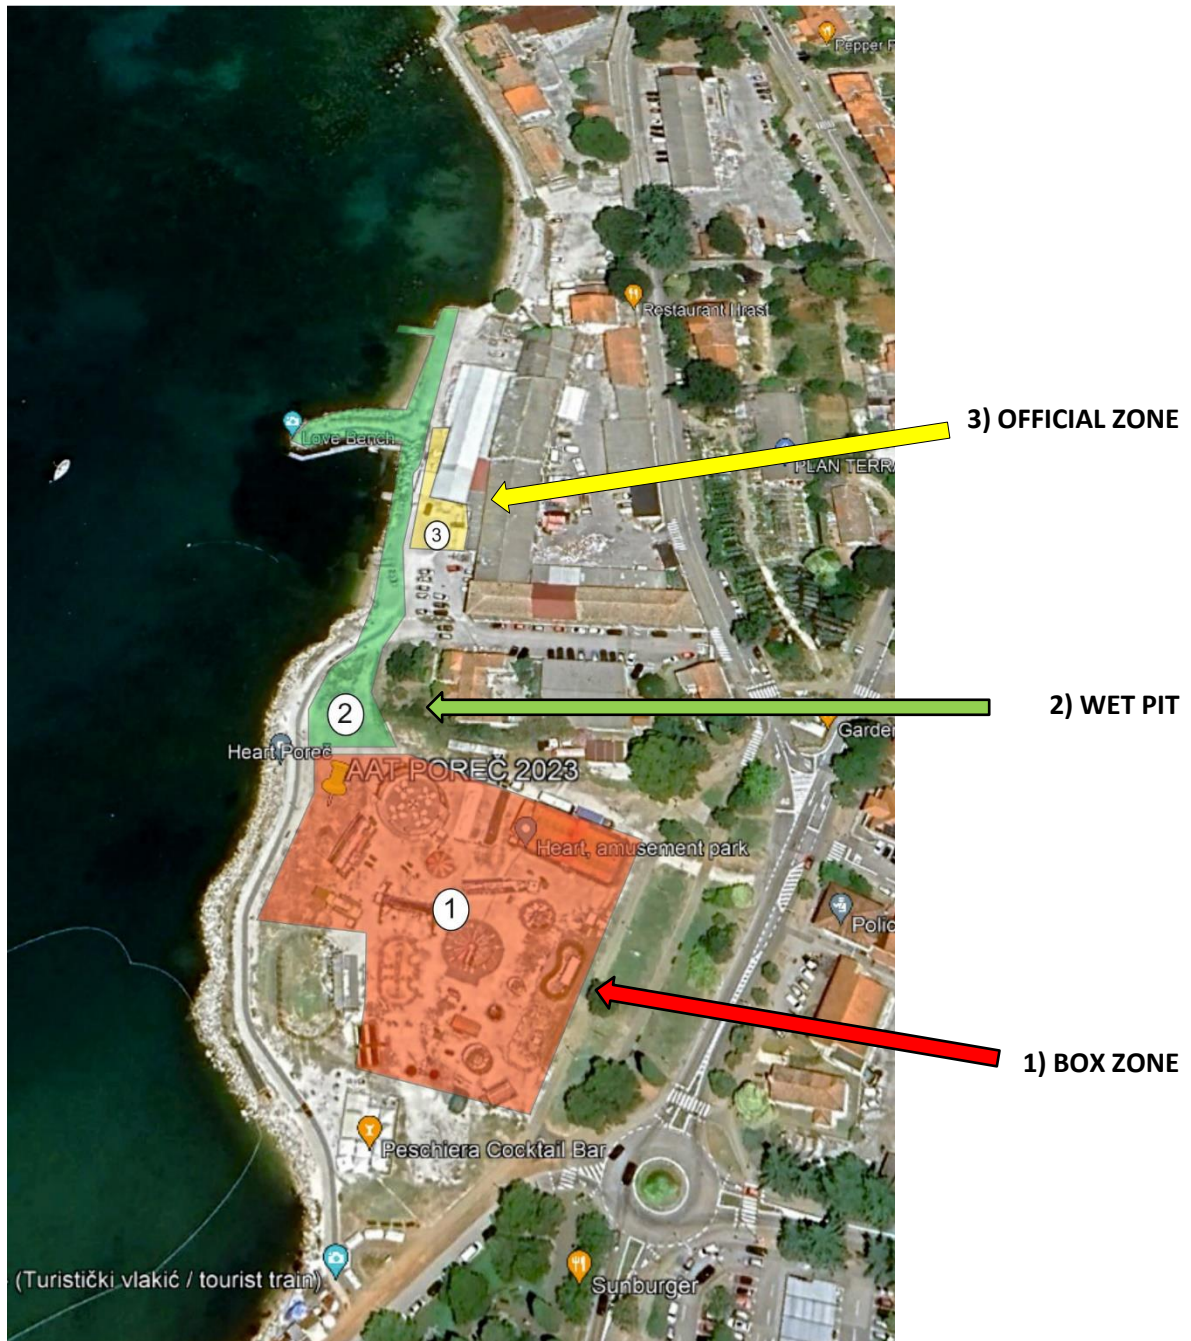 Pepper
Restaurant Hrast
Love Bench
3) OFFICIAL ZONE
PLAN TERRA
3
2) WET PIT
2
Garden
Heart Poreč
AAT POREČ 2023
Heart, amusement park
1
Polic
1) BOX ZONE
Peschiera Cocktail Bar
(Turistički vlakić / tourist train)
Sunburger